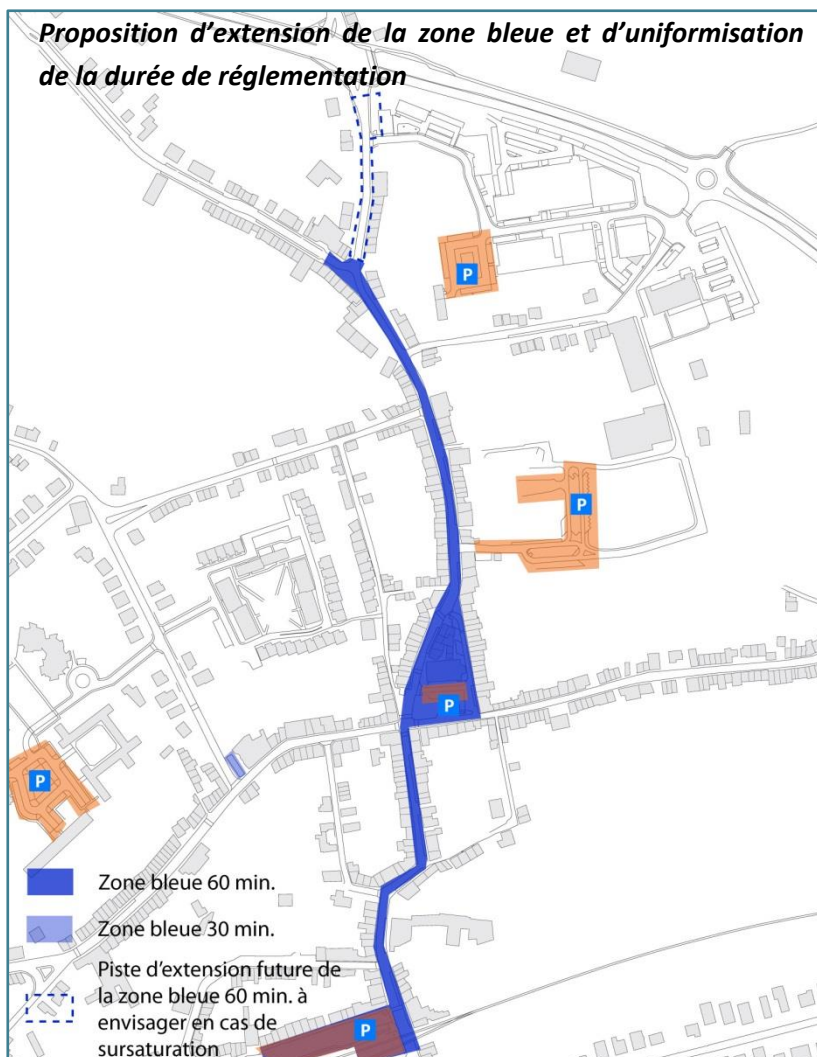 Proposition d’extension de la zone bleue et d’uniformisation
de la durée de réglementation
P
P
P
P
Zone bleue 60 min.
Zone bleue 30 min.
Piste d’extension future de
la zone bleue 60 min. à
envisager en cas de
sursaturation
P